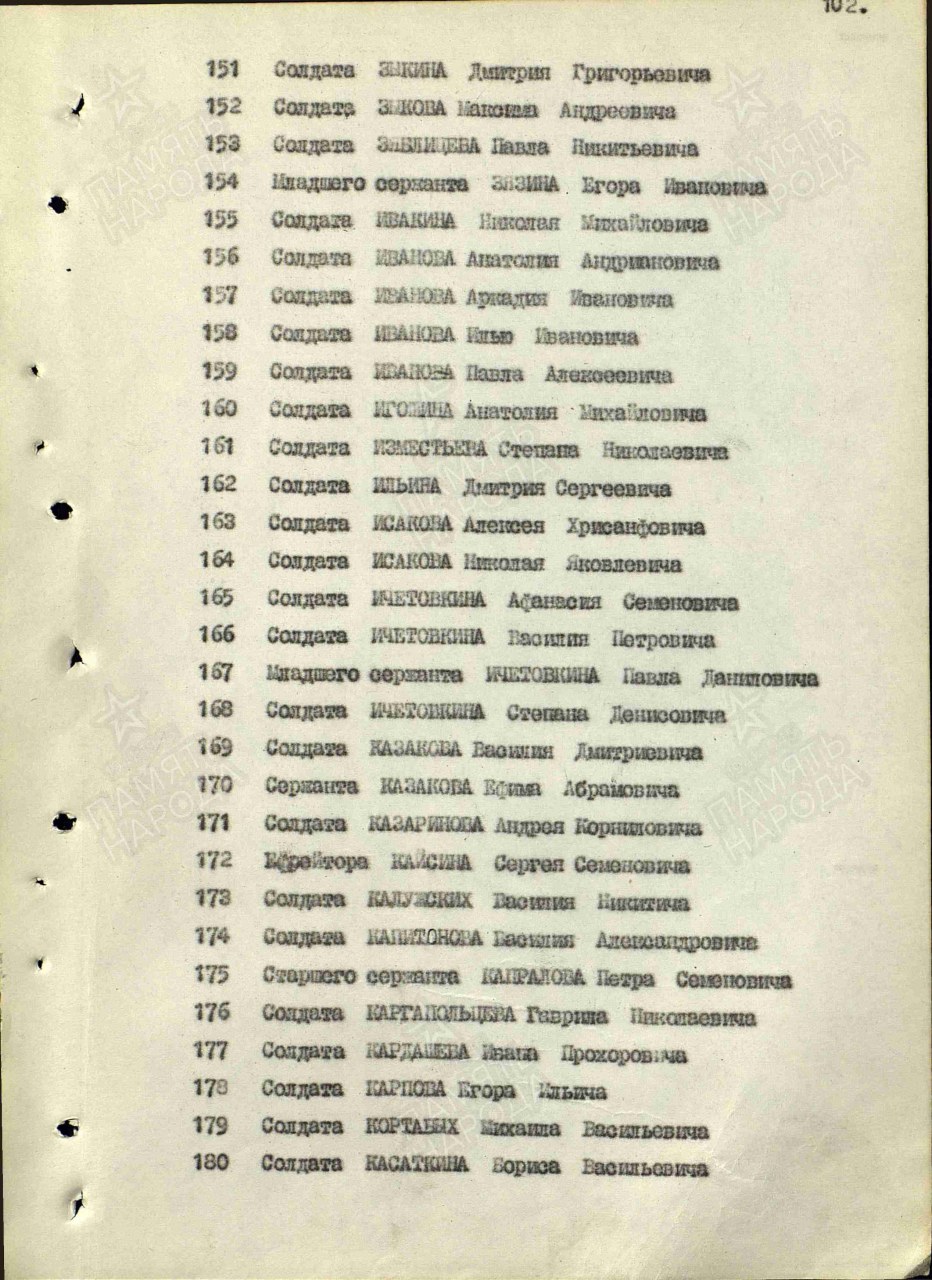 102.
151 Солдата ЗЫКИНА Дмитрия Григорьевича
152 Солдата ЗЫКОВА Максима Андреевича
153 Солдата ЗЯБЛИЦЕВА Павла Никитьевича
154 Младшего сержанта ЗЯЗИНА Егора Ивановича
155 Солдата ИВАКИНА Николая Михайловича
156 Солдата ИВАНОВА Анатолия Андриановича
157 Солдата ИВАНОВА Аркадия Ивановича
158 Солдата ИВАНОВА Илью Ивановича
159 Солдата ИВАНОВА Павла Алексеевича
160 Солдата ИГОШИНА Анатолия Михайловича
161 Солдата ИЗМЕСТЬЕВА Степана Николаевича
162 Солдата ИЛЬИНА Дмитрия Сергеевича
163 Солдата ИСАКОВА Алексея Хрисанфовича
164 Солдата ИСАКОВА Николая Яковлевича
165 Солдата ИЧЕТОВКИНА Афанасия Семеновича
166 Солдата ИЧЕТОВКИНА Василия Петровича
167 Младшего сержанта ИЧЕТОВКИНА Павла Даниловича
168 Солдата ИЧЕТОВКИНА Степана Денисовича
169 Солдата КАЗАКОВА Василия Дмитриевича
170 Сержанта КАЗАКОВА Ефима Абрамовича
171 Солдата КАЗАРИНОВА Андрея Корниловича
172 Ефрейтора КАЙСИНА Сергея Семеновича
173 Солдата КАЛУЖСКИХ Василия Никитича
174 Солдата КАПИТОНОВА Василия Александровича
175 Старшего сержанта КАПРАЛОВА Петра Семеновича
176 Солдата КАРГАПОЛЬЦЕВА Гаврила Николаевича
177 Солдата КАРДАШЕВА Ивана Прохоровича
178 Солдата КАРПОВА Егора Ильича
179 Солдата КОРТАВЫХ Михаила Васильевича
180 Солдата КАСАТКИНА Бориса Васильевича
ПАМЯТЬ НАРОДА